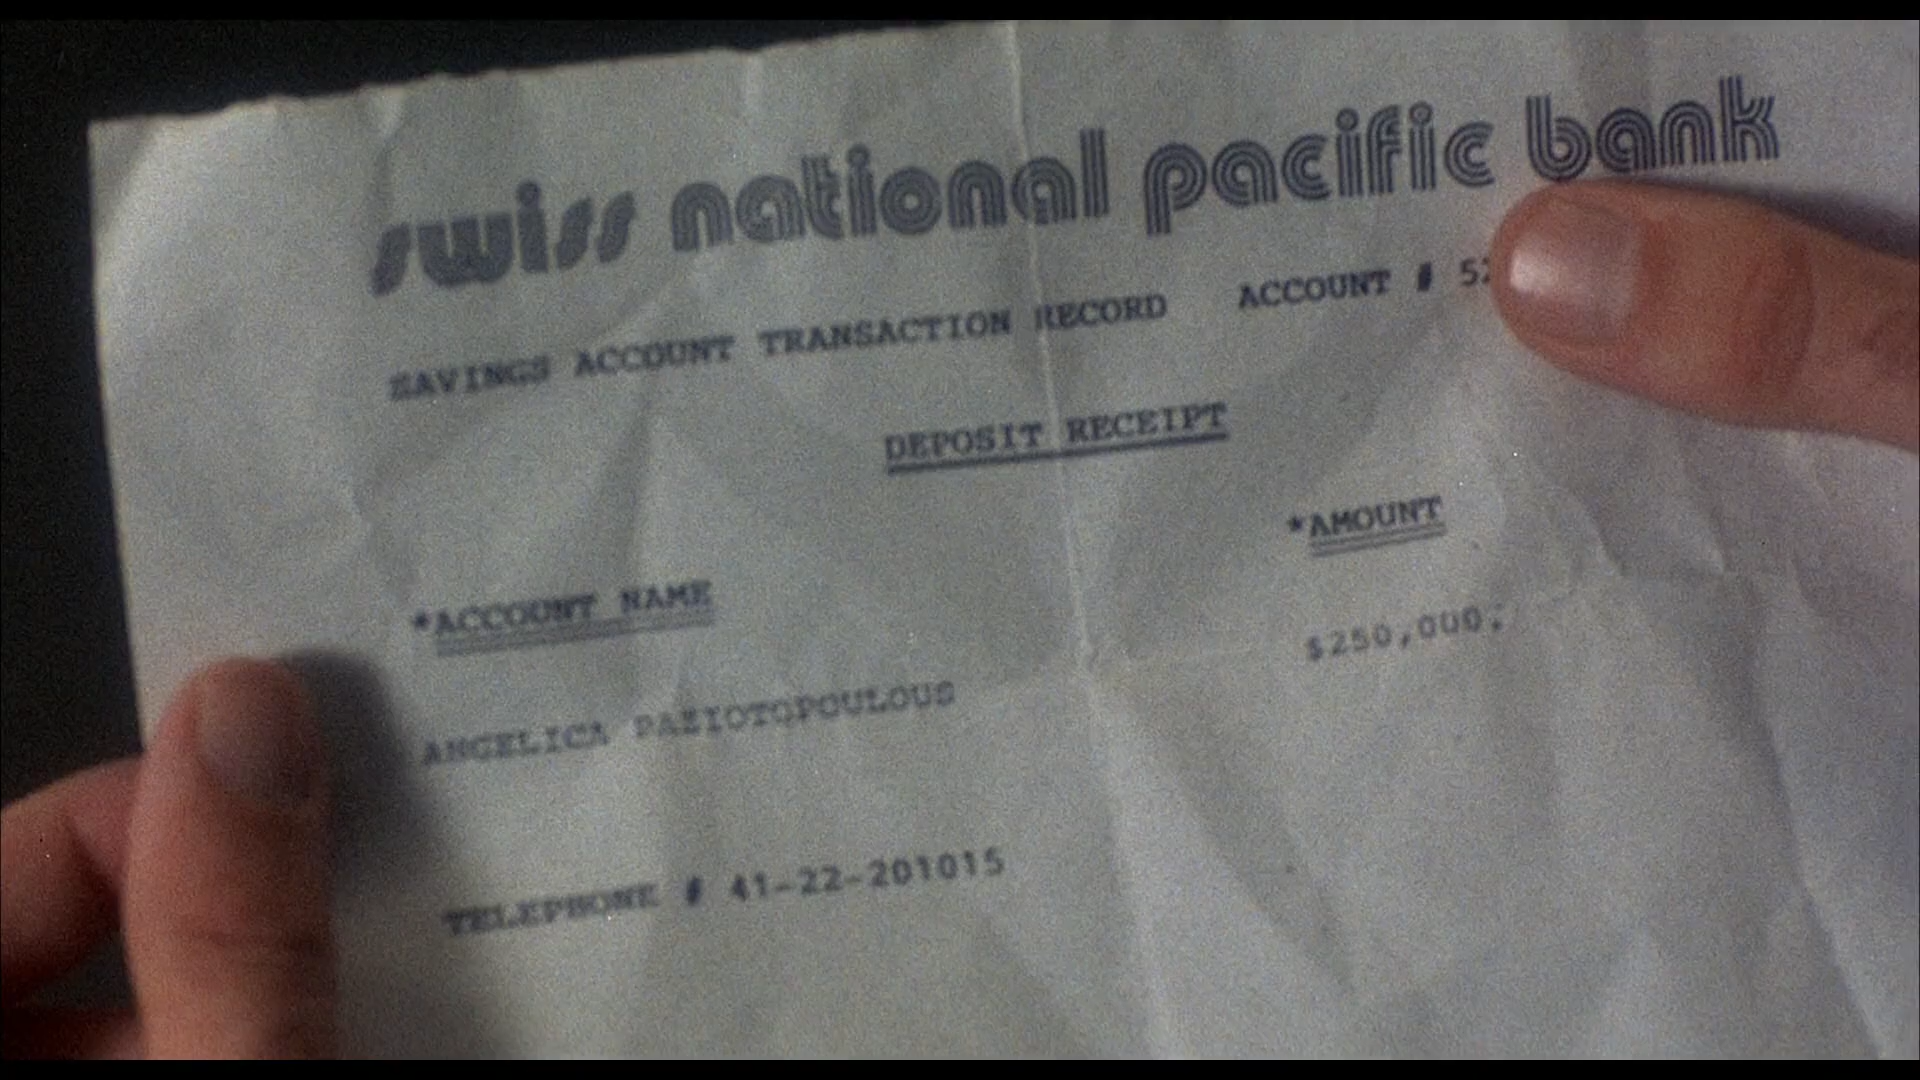 swiss national pacific bank
SAVINGS ACCOUNT TRANSACTION RECORD ACCOUNT # 52
DEPOSIT RECEIPT
*AMOUNT
*ACCOUNT NAME
$250,000.
ANGELICA PAZIOTOPOULOUS
TELEPHONE # 41-22-201015